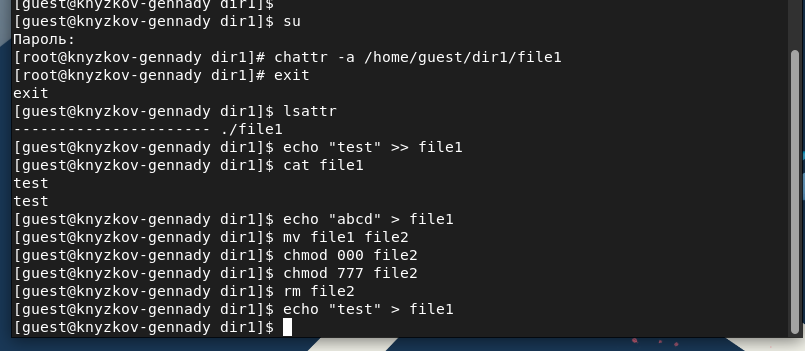 [guest@knyzkov-gennady dir1]$
[guest@knyzkov-gennady dir1]$ su
Пароль:
[root@knyzkov-gennady dir1]# chattr -a /home/guest/dir1/file1
[root@knyzkov-gennady dir1]# exit
exit
[guest@knyzkov-gennady dir1]$ lsattr
---------------------- ./file1
[guest@knyzkov-gennady dir1]$ echo "test" >> file1
[guest@knyzkov-gennady dir1]$ cat file1
test
test
[guest@knyzkov-gennady dir1]$ echo "abcd" > file1
[guest@knyzkov-gennady dir1]$ mv file1 file2
[guest@knyzkov-gennady dir1]$ chmod 000 file2
[guest@knyzkov-gennady dir1]$ chmod 777 file2
[guest@knyzkov-gennady dir1]$ rm file2
[guest@knyzkov-gennady dir1]$ echo "test" > file1
[guest@knyzkov-gennady dir1]$